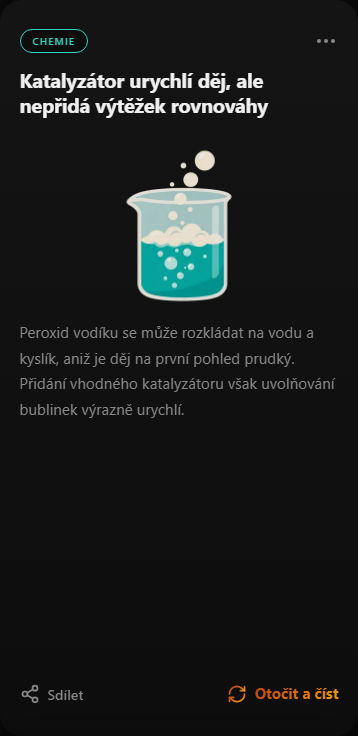 CHEMIE
Katalyzátor urychlí děj, ale
nepřidá výtěžek rovnováhy
Peroxid vodíku se může rozkládat na vodu a
kyslík, aniž je děj na první pohled prudký.
Přidání vhodného katalyzátoru však uvolňování
bublinek výrazně urychlí.
Sdílet
Otočit a číst